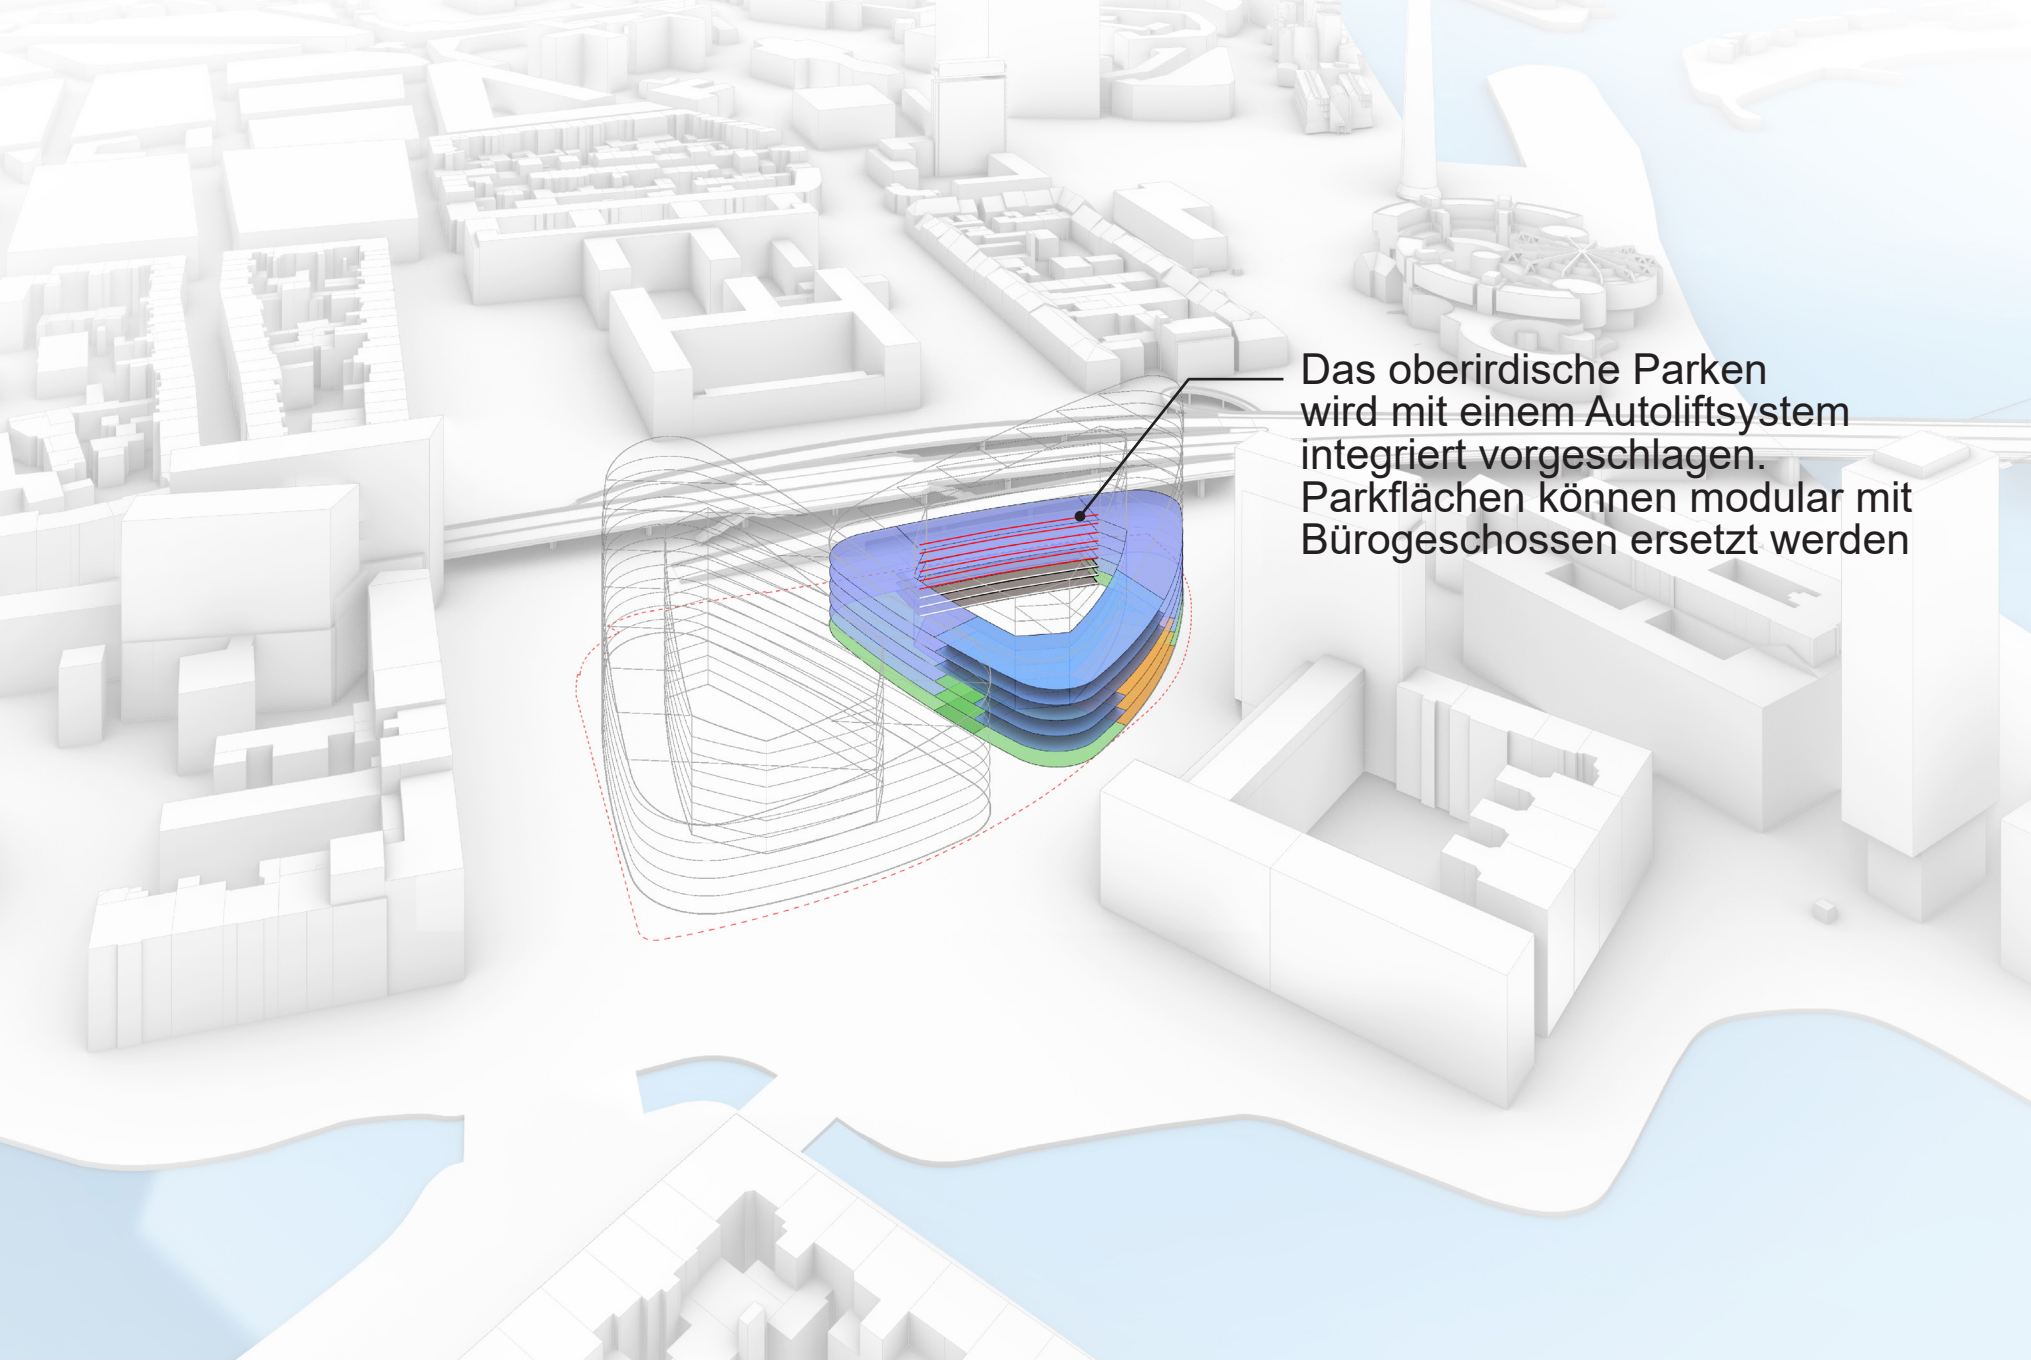 Das oberirdische Parken
wird mit einem Autoliftsystem
integriert vorgeschlagen.
Parkflächen können modular mit
Bürogeschossen ersetzt werden